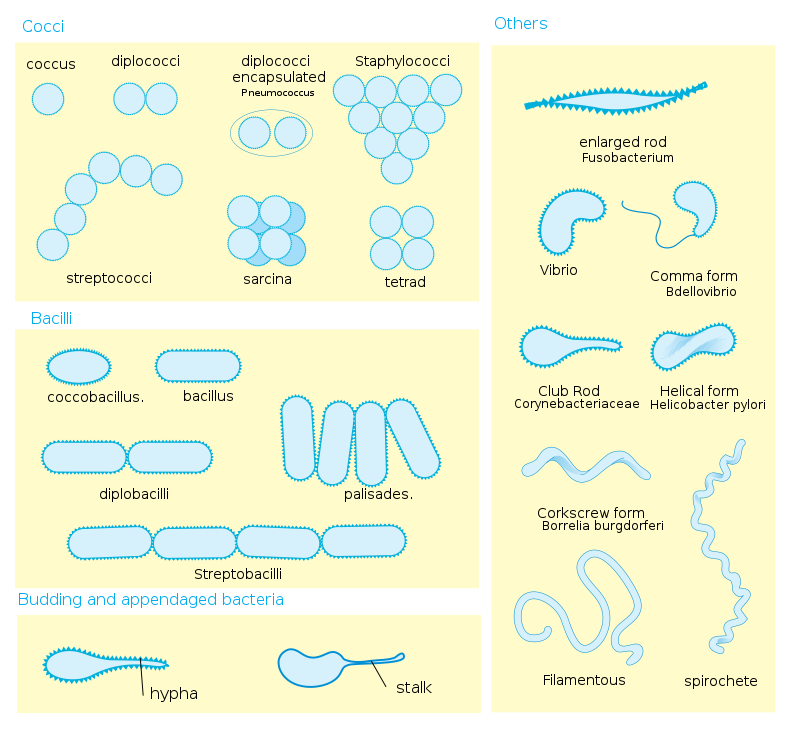 Cocci
coccus
diplococci
diplococci
encapsulated
Pneumococcus
Staphylococci
streptococci
sarcina
tetrad
Bacilli
coccobacillus.
bacillus
diplobacilli
palisades.
Streptobacilli
Budding and appendaged bacteria
hypha
stalk
Others
enlarged rod
Fusobacterium
Vibrio
Comma form
Bdellovibrio
Club Rod
Corynebacteriaceae
Helical form
Helicobacter pylori
Corkscrew form
Borrelia burgdorferi
Filamentous
spirochete